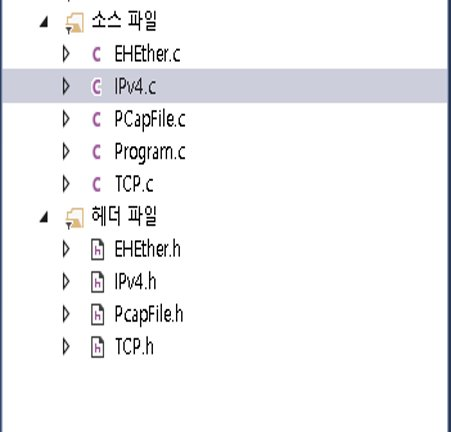 소스 파일
EHEther.c
IPv4.c
PCapFile.c
Program.c
TCP.c
헤더 파일
EHEther.h
IPv4.h
PcapFile.h
TCP.h